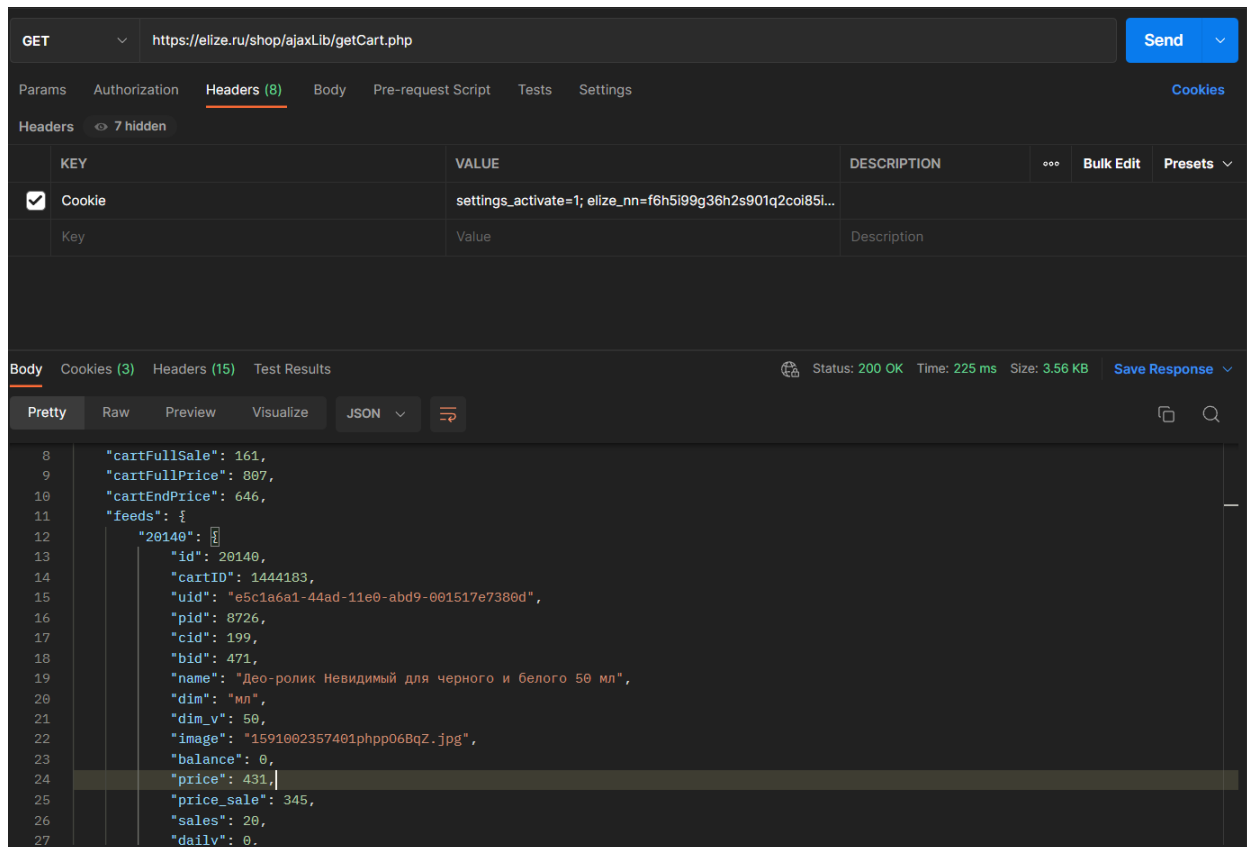 GET https://elize.ru/shop/ajaxLib/getCart.php Send
Params Authorization Headers (8) Body Pre-request Script Tests Settings Cookies
Headers 7 hidden
KEY VALUE DESCRIPTION ooo Bulk Edit Presets
Cookie settings_activate=1; elize_nn=f6h5i99g36h2s901q2coi85i...
Key Value Description
Body Cookies (3) Headers (15) Test Results Status: 200 OK Time: 225 ms Size: 3.56 KB Save Response
Pretty Raw Preview Visualize JSON
8 "cartFullSale": 161,
9 "cartFullPrice": 807,
10 "cartEndPrice": 646,
11 "feeds": {
12 "20140": {
13 "id": 20140,
14 "cartID": 1444183,
15 "uid": "e5c1a6a1-44ad-11e0-abd9-001517e7380d",
16 "pid": 8726,
17 "cid": 199,
18 "bid": 471,
19 "name": "Део-ролик Невидимый для черного и белого 50 мл",
20 "dim": "мл",
21 "dim_v": 50,
22 "image": "1591002357401phppO6BqZ.jpg",
23 "balance": 0,
24 "price": 431,
25 "price_sale": 345,
26 "sales": 20,
27 "daily": 0,